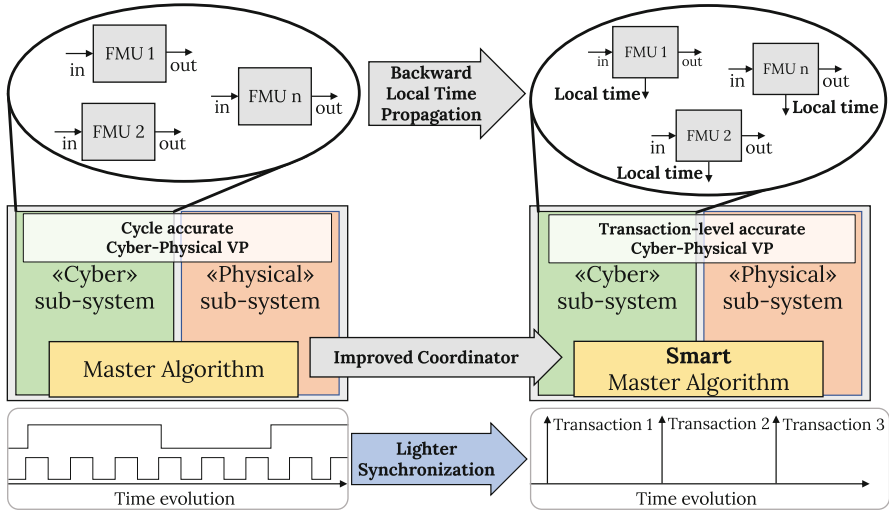 FMU 1
in
out
FMU n
in
out
FMU 2
in
out
Backward
Local Time
Propagation
FMU 1
in
out
Local time
FMU n
in
out
Local time
FMU 2
in
out
Local time
Cycle accurate
Cyber-Physical VP
«Cyber»
sub-system
«Physical»
sub-system
Master Algorithm
Improved Coordinator
Transaction-level accurate
Cyber-Physical VP
«Cyber»
sub-system
«Physical»
sub-system
Smart
Master Algorithm
Time evolution
Lighter
Synchronization
Transaction 1
Transaction 2
Transaction 3
Time evolution